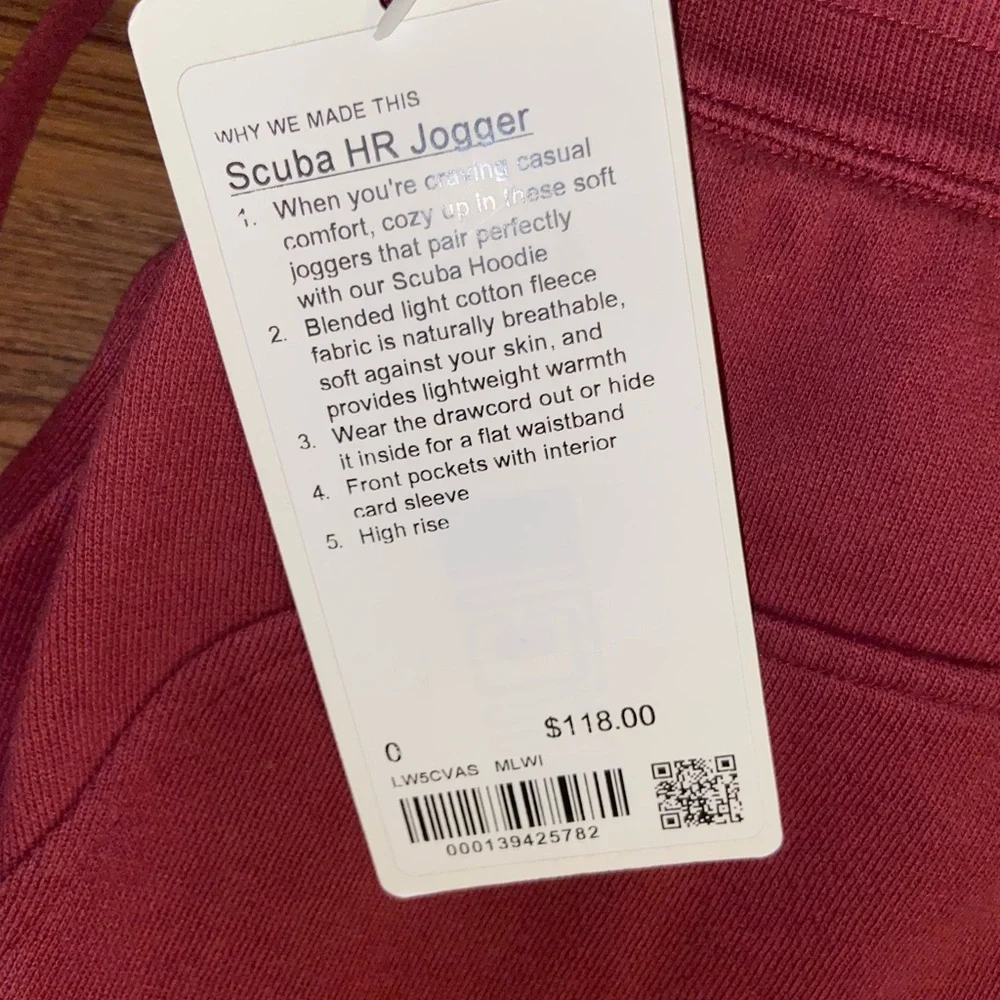 WHY WE MADE THIS
Scuba HR Jogger
1. When you're craving casual
comfort, cozy up in these soft
joggers that pair perfectly
with our Scuba Hoodie
2. Blended light cotton fleece
fabric is naturally breathable,
soft against your skin, and
provides lightweight warmth
3. Wear the drawcord out or hide
it inside for a flat waistband
4. Front pockets with interior
card sleeve
5. High rise
0 $118.00
LW5CVAS MLWI
000139425782